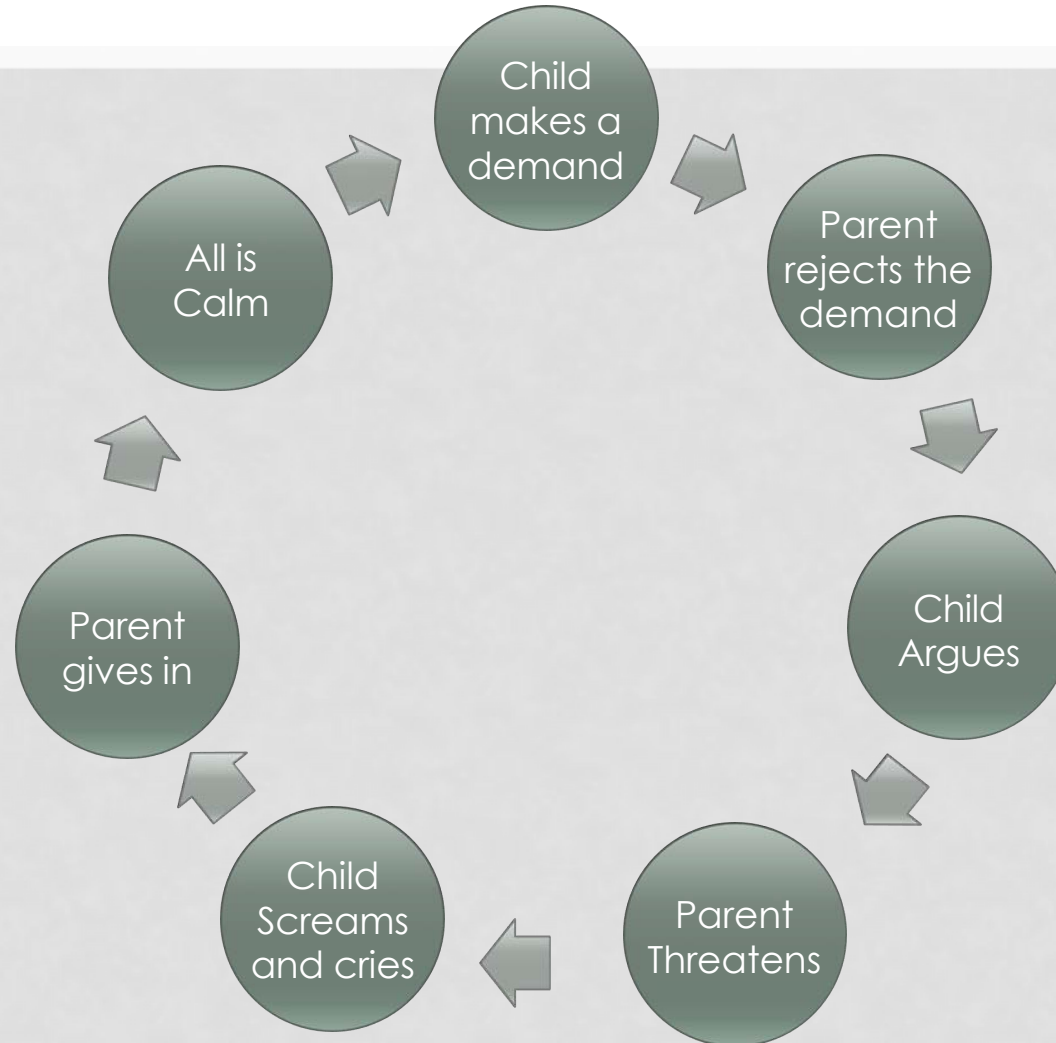 Child
makes a
demand
Parent
rejects the
demand
Child
Argues
Parent
Threatens
Child
Screams
and cries
Parent
gives in
All is
Calm